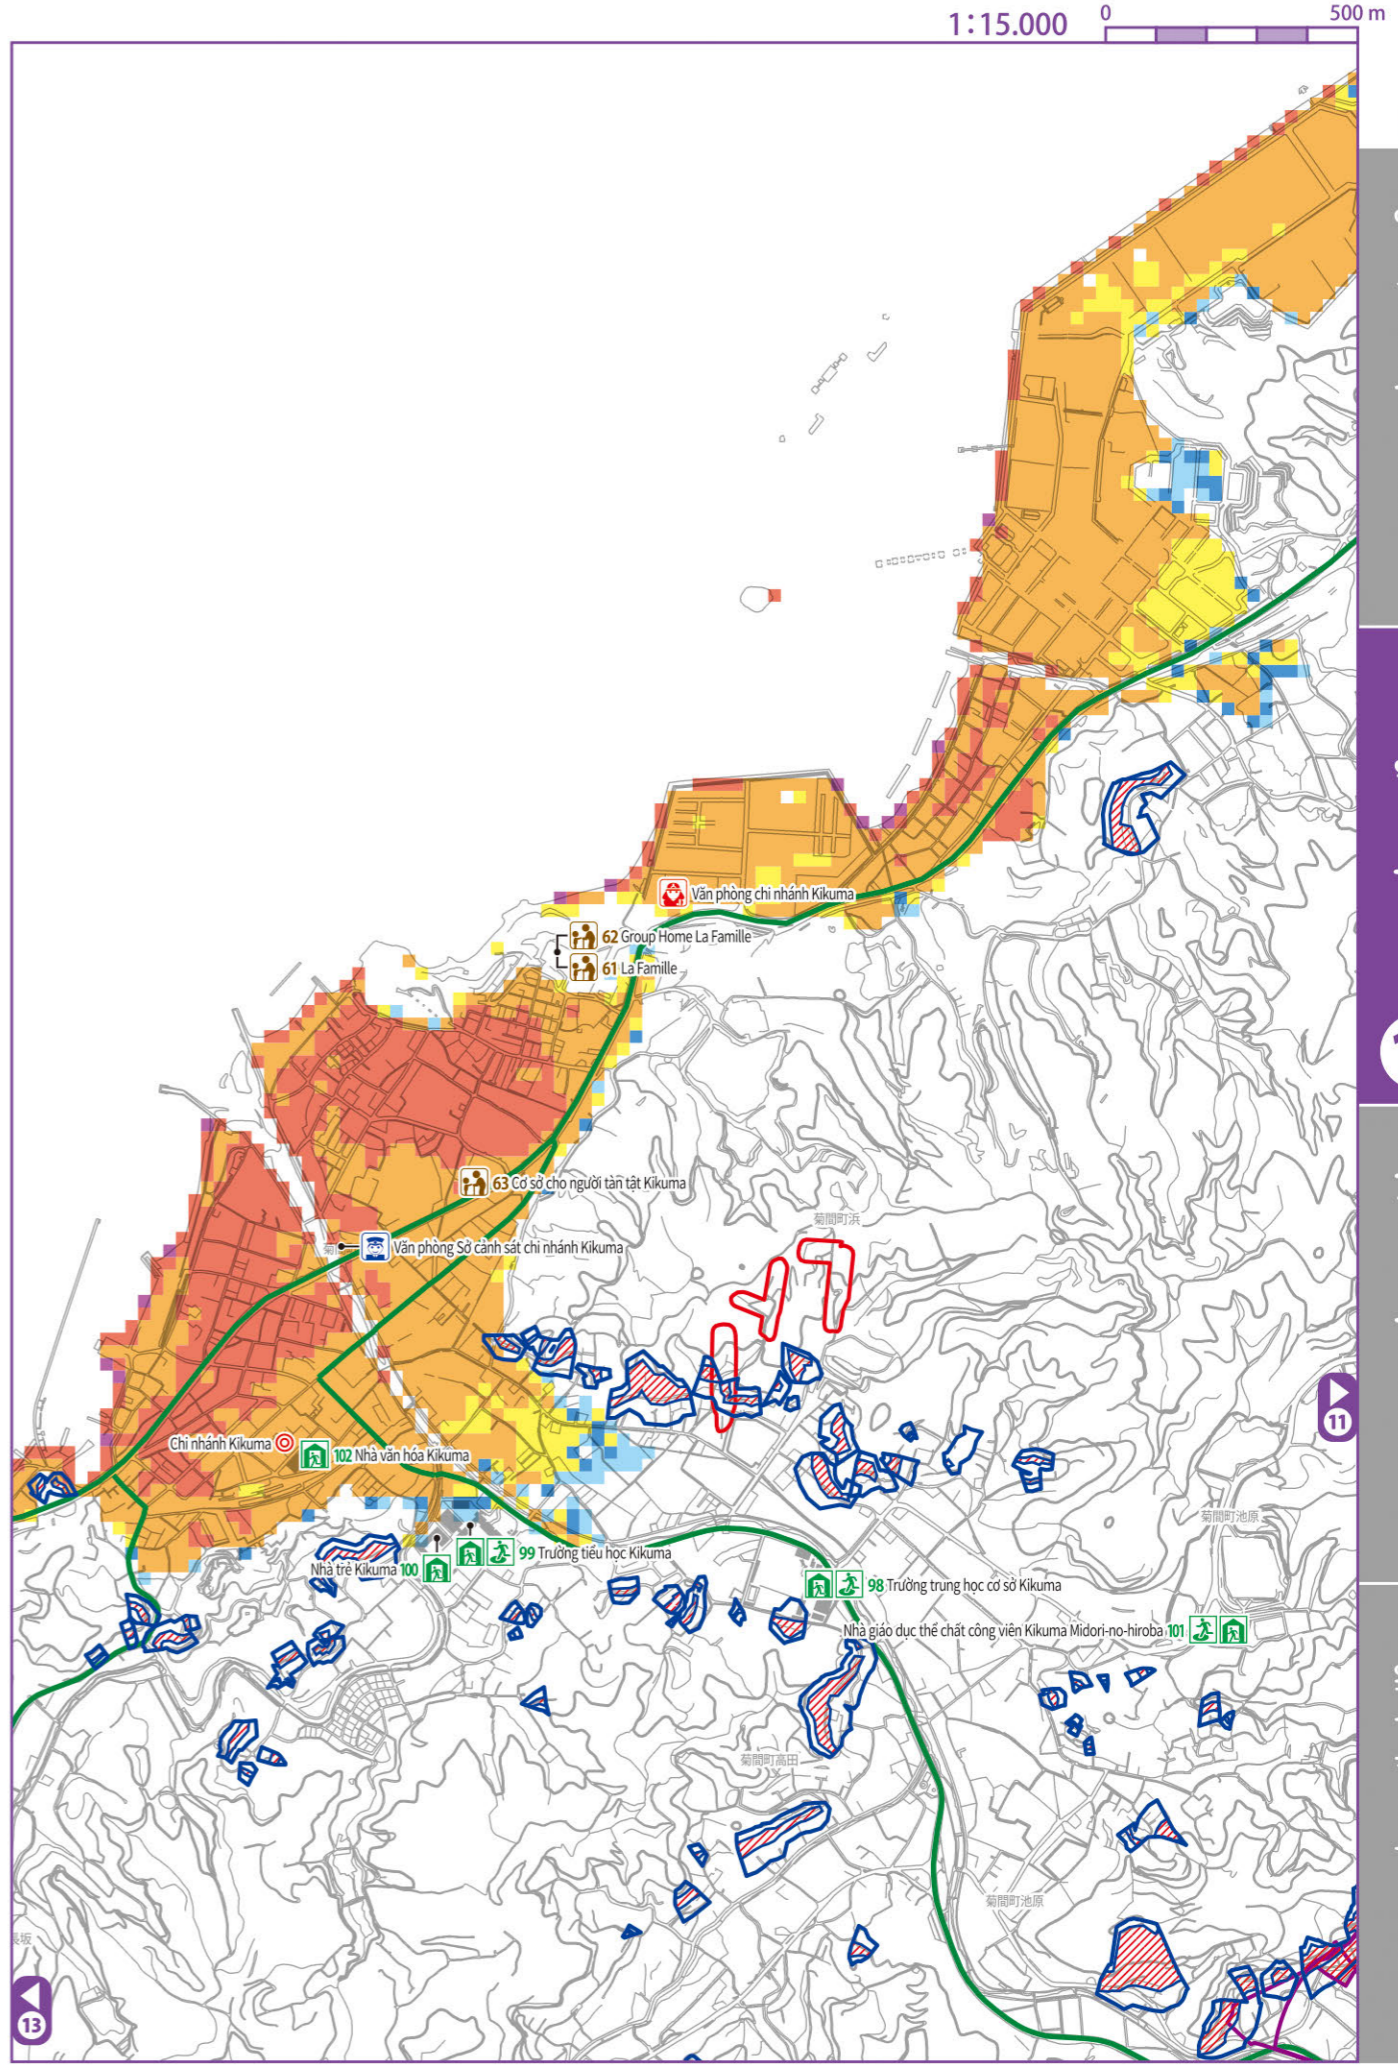 1:15.000
0
500 m
Văn phòng chi nhánh Kikuma
62 Group Home La Famille
61 La Famille
63 Cơ sở cho người tàn tật Kikuma
菊間町浜
Văn phòng Sở cảnh sát chi nhánh Kikuma
11
Chi nhánh Kikuma
102 Nhà văn hóa Kikuma
菊間町池原
99 Trường tiểu học Kikuma
Nhà trẻ Kikuma 100
98 Trường trung học cơ sở Kikuma
Nhà giáo dục thể chất công viên Kikuma Midori-no-hiroba 101
菊間町高田
菊間町池原
長坂
13